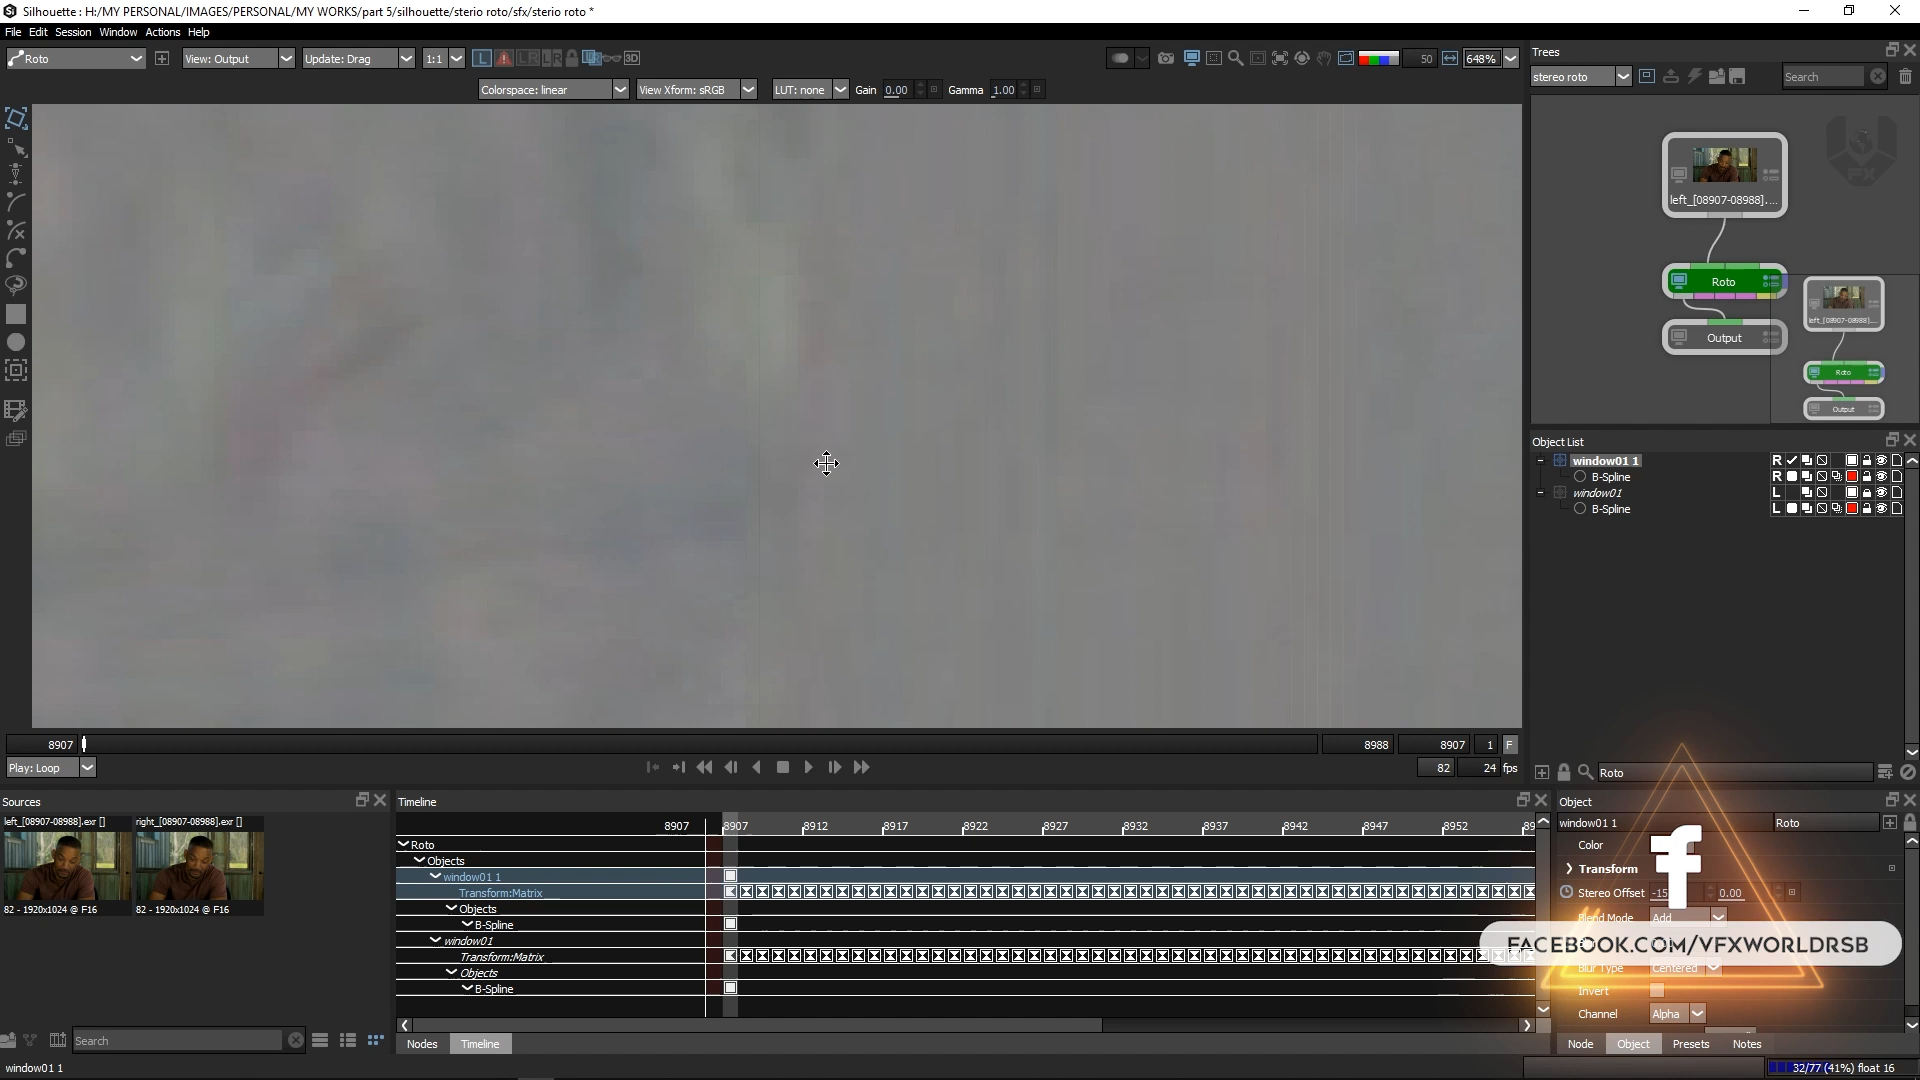 Silhouette : H:/MY PERSONAL/IMAGES/PERSONAL/MY WORKS/part 5/silhouette/sterio roto/sfx/sterio roto *
File Edit Session Window Actions Help
Roto
View: Output
Update: Drag
1:1
L
3D
50
648%
Colorspace: linear
View Xform: sRGB
LUT: none
Gain 0.00
Gamma 1.00
Trees
stereo roto
Search
left_[08907-08988]....
Roto
Output
Roto
Output
Object List
window01 1
R
B-Spline
R
window01
L
B-Spline
L
8907
8988
8907
1
F
Play: Loop
82
24 fps
Roto
Sources
left_[08907-08988].exr []
right_[08907-08988].exr []
82 - 1920x1024 @ F16
82 - 1920x1024 @ F16
Search
Timeline
8907
8907 8912 8917 8922 8927 8932 8937 8942 8947 8952
Roto
Objects
window01 1
Transform:Matrix
Objects
B-Spline
window01
Transform:Matrix
Objects
B-Spline
Nodes
Timeline
Object
window01 1
Roto
Color
Transform
Stereo Offset
0.00
Blend Mode
Add
FACEBOOK.COM/VFXWORLDRSB
Blur Type
Centered
Invert
Channel
Alpha
Node
Object
Presets
Notes
window01 1
32/77 (41%) float 16